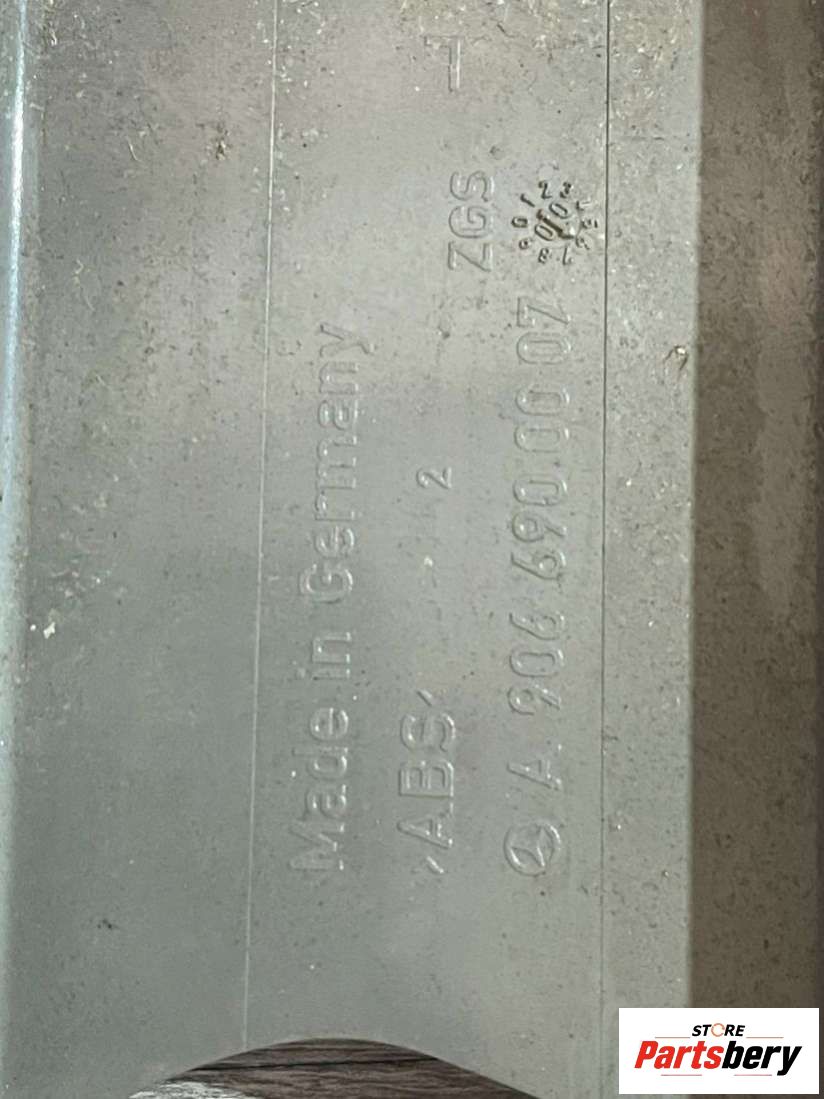 Made in Germany
>ABS<
2
ZGS
L
A 906 690 00 07
STORE
Partsbery